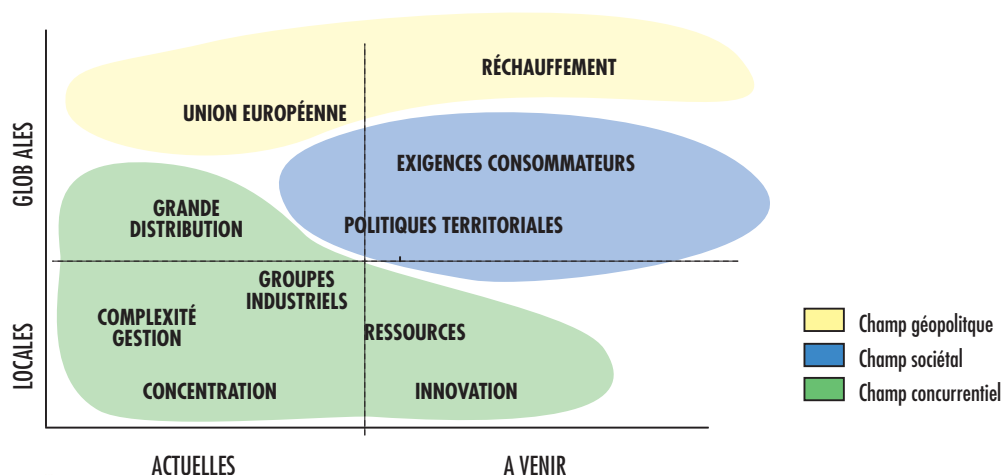 RÉCHAUFFEMENT
UNION EUROPÉENNE
EXIGENCES CONSOMMATEURS
GRANDE
DISTRIBUTION
POLITIQUES TERRITORIALES
GROUPES
INDUSTRIELS
COMPLEXITÉ
GESTION
RESSOURCES
CONCENTRATION
INNOVATION
GLOB ALES
LOCALES
ACTUELLES
A VENIR
Champ géopolitque
Champ sociétal
Champ concurrentiel